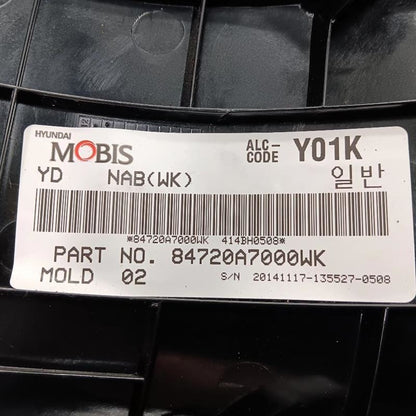 HYUNDAI
MOBIS
ALC-CODE Y01K
YD NAB(WK) 일반
*84720A7000WK 414BH0508*
PART NO. 84720A7000WK
MOLD 02 S/N 20141117-135527-0508